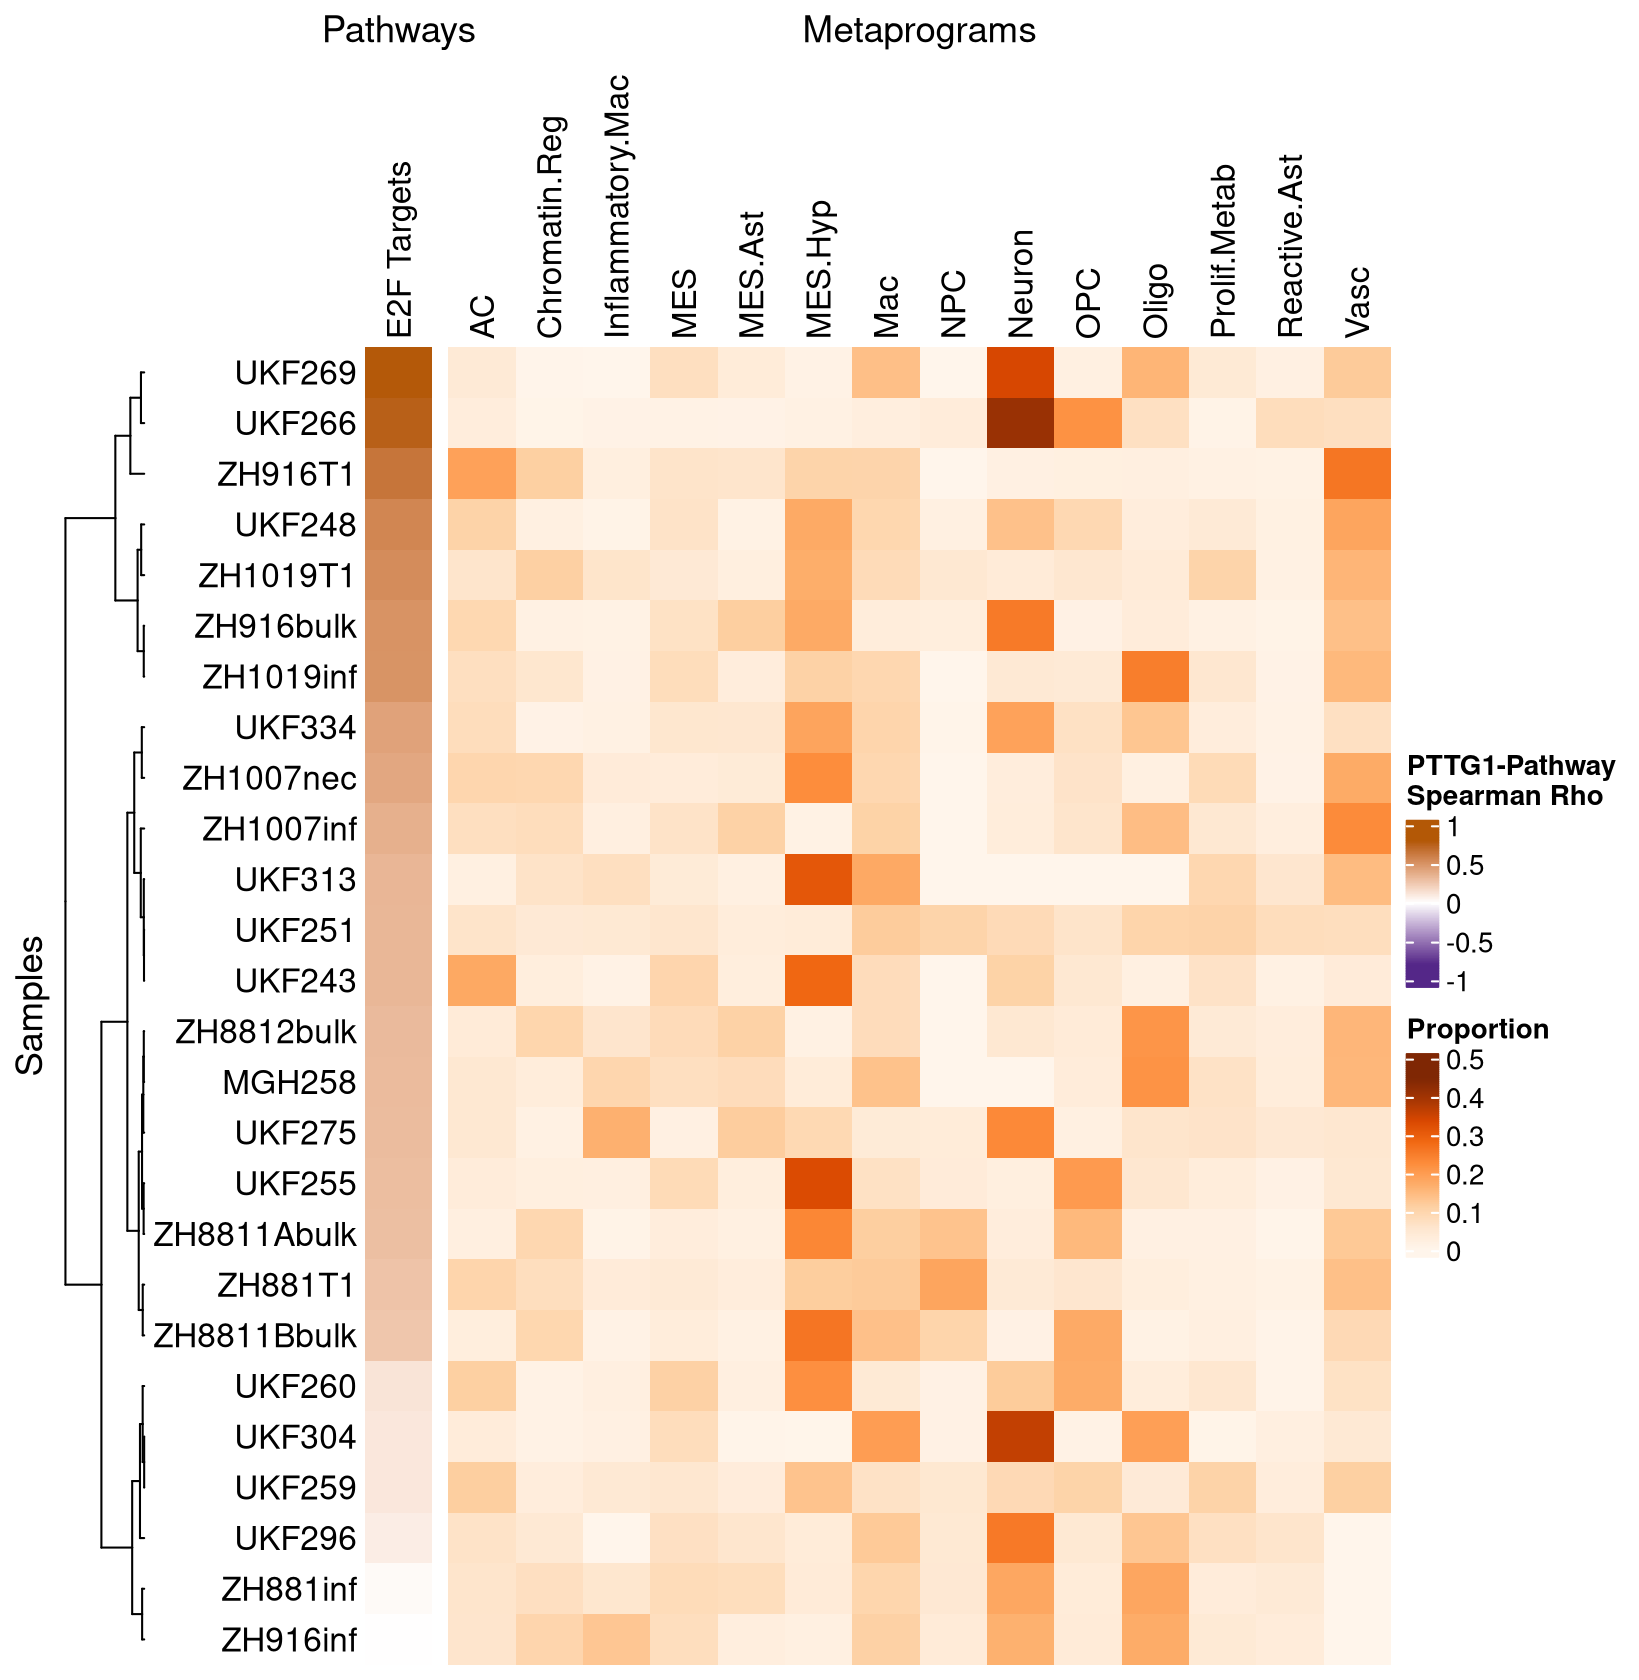 Pathways
Metaprograms
E2F Targets
AC
Chromatin.Reg
Inflammatory.Mac
MES
MES.Ast
MES.Hyp
Mac
NPC
Neuron
OPC
Oligo
Prolif.Metab
Reactive.Ast
Vasc
Samples
UKF269
UKF266
ZH916T1
UKF248
ZH1019T1
ZH916bulk
ZH1019inf
UKF334
ZH1007nec
ZH1007inf
UKF313
UKF251
UKF243
ZH8812bulk
MGH258
UKF275
UKF255
ZH8811Abulk
ZH881T1
ZH8811Bbulk
UKF260
UKF304
UKF259
UKF296
ZH881inf
ZH916inf
PTTG1-Pathway
Spearman Rho
1
0.5
0
-0.5
-1
Proportion
0.5
0.4
0.3
0.2
0.1
0